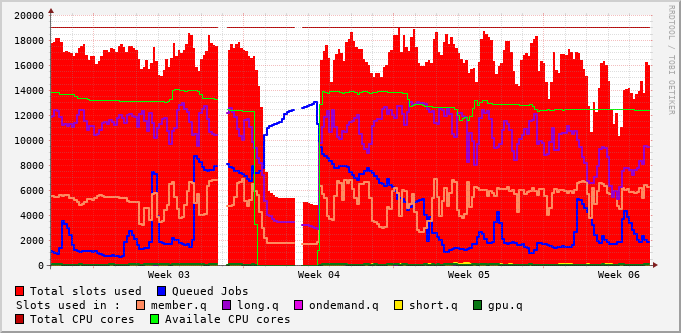 20000
18000
16000
14000
12000
10000
8000
6000
4000
2000
0
Week 03 Week 04 Week 05 Week 06
Total slots used Queued Jobs
Slots used in : member.q long.q ondemand.q short.q gpu.q
Total CPU cores Availale CPU cores
RRDTOOL / TOBI OETIKER